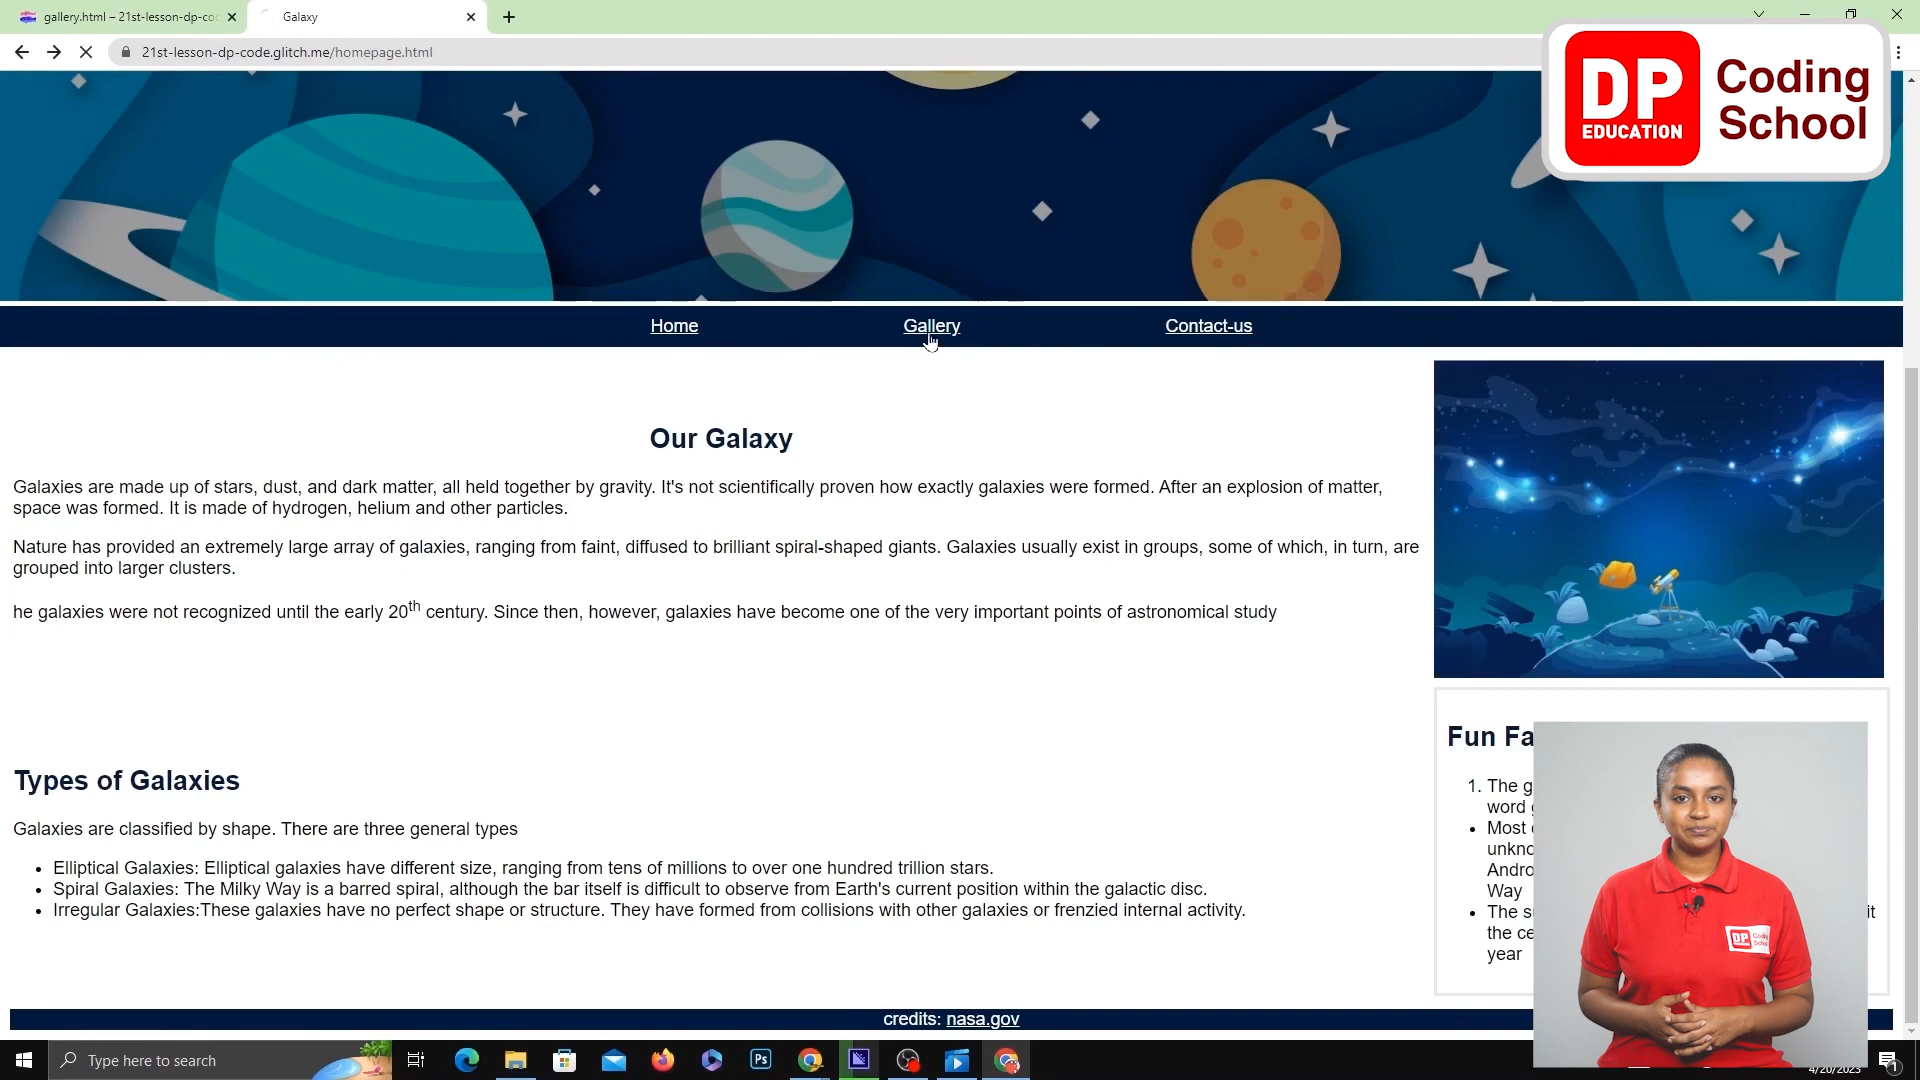 gallery.html – 21st-lesson-dp-co
Galaxy
21st-lesson-dp-code.glitch.me/homepage.html
DP
EDUCATION
Coding
School
Home
Gallery
Contact-us
Our Galaxy
Galaxies are made up of stars, dust, and dark matter, all held together by gravity. It's not scientifically proven how exactly galaxies were formed. After an explosion of matter,
space was formed. It is made of hydrogen, helium and other particles.
Nature has provided an extremely large array of galaxies, ranging from faint, diffused to brilliant spiral-shaped giants. Galaxies usually exist in groups, some of which, in turn, are
grouped into larger clusters.
he galaxies were not recognized until the early 20th century. Since then, however, galaxies have become one of the very important points of astronomical study
Types of Galaxies
Galaxies are classified by shape. There are three general types
• Elliptical Galaxies: Elliptical galaxies have different size, ranging from tens of millions to over one hundred trillion stars.
• Spiral Galaxies: The Milky Way is a barred spiral, although the bar itself is difficult to observe from Earth's current position within the galactic disc.
• Irregular Galaxies:These galaxies have no perfect shape or structure. They have formed from collisions with other galaxies or frenzied internal activity.
Fun Fa
1. The g
word
• Most
unkno
Andro
Way
• The s it
the ce
year
DP Coding School
credits: nasa.gov
Type here to search
Ps
4/20/2023
1